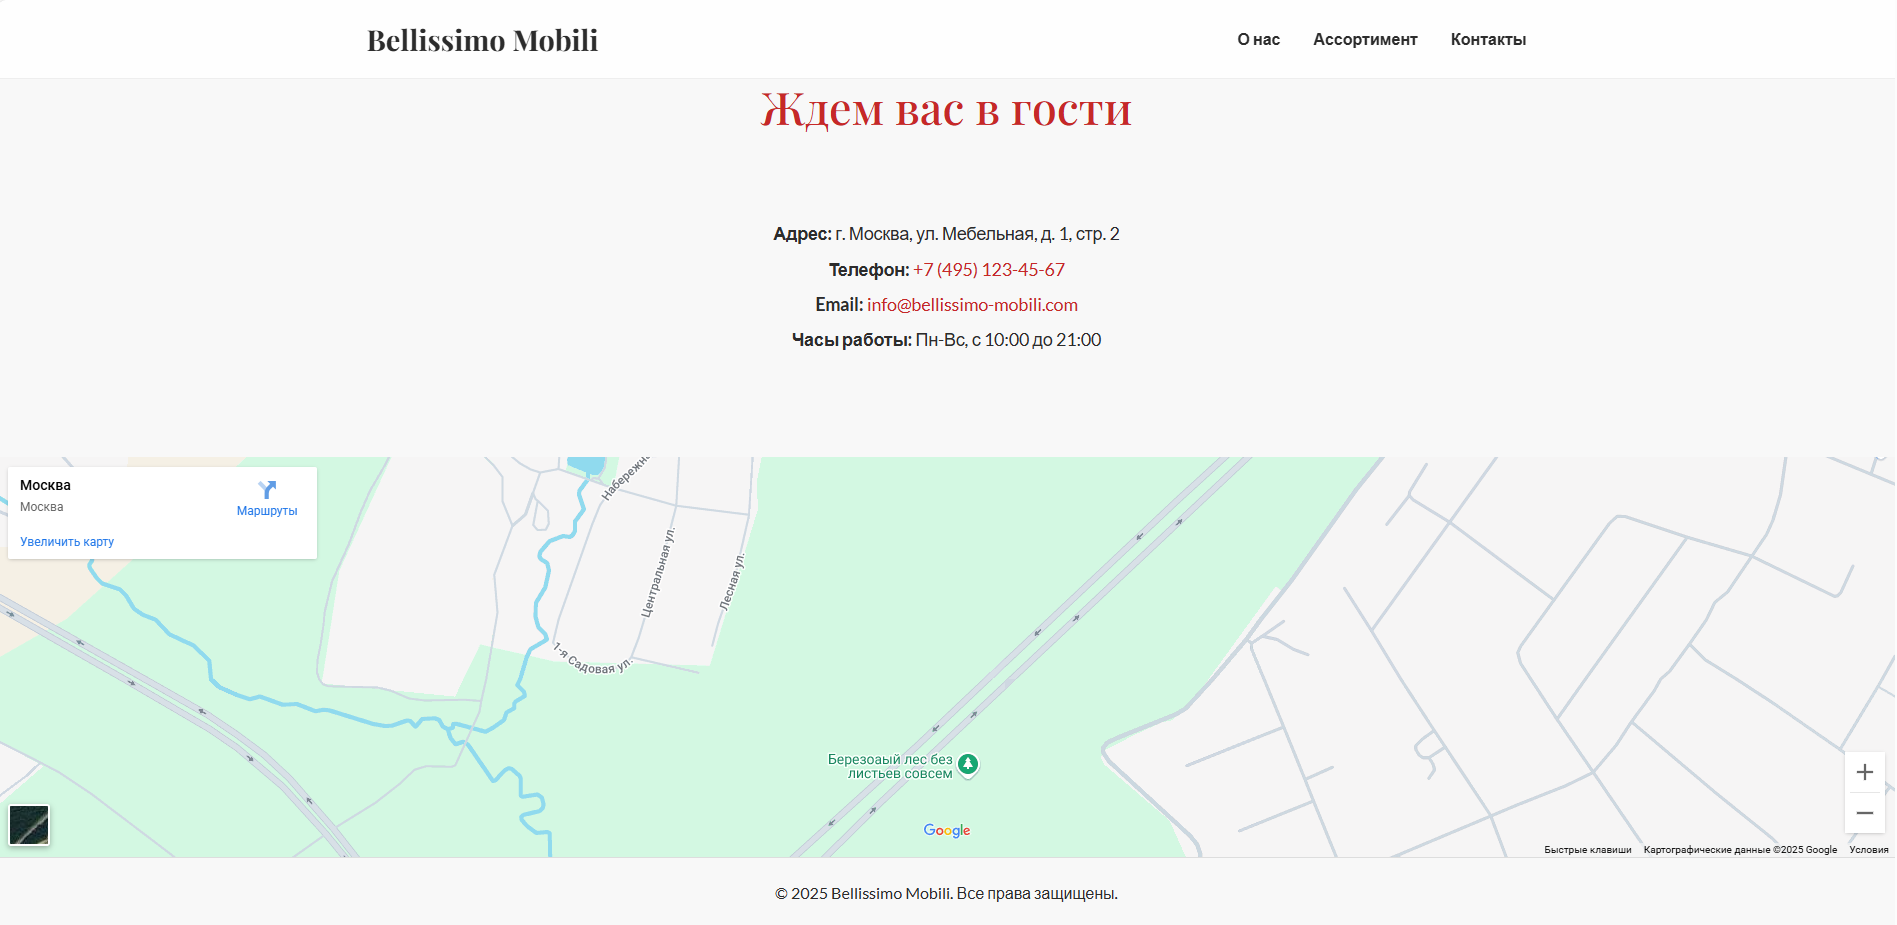 Bellissimo Mobili
О нас Ассортимент Контакты
Ждем вас в гости
Адрес: г. Москва, ул. Мебельная, д. 1, стр. 2
Телефон: +7 (495) 123-45-67
Email: info@bellissimo-mobili.com
Часы работы: Пн-Вс, с 10:00 до 21:00
Москва
Москва
Маршруты
Увеличить карту
Центральная ул.
Лесная ул.
1-я Садовая ул.
Березоаый лес без
листьев совсем
Google
Быстрые клавиши Картографические данные ©2025 Google Условия
© 2025 Bellissimo Mobili. Все права защищены.